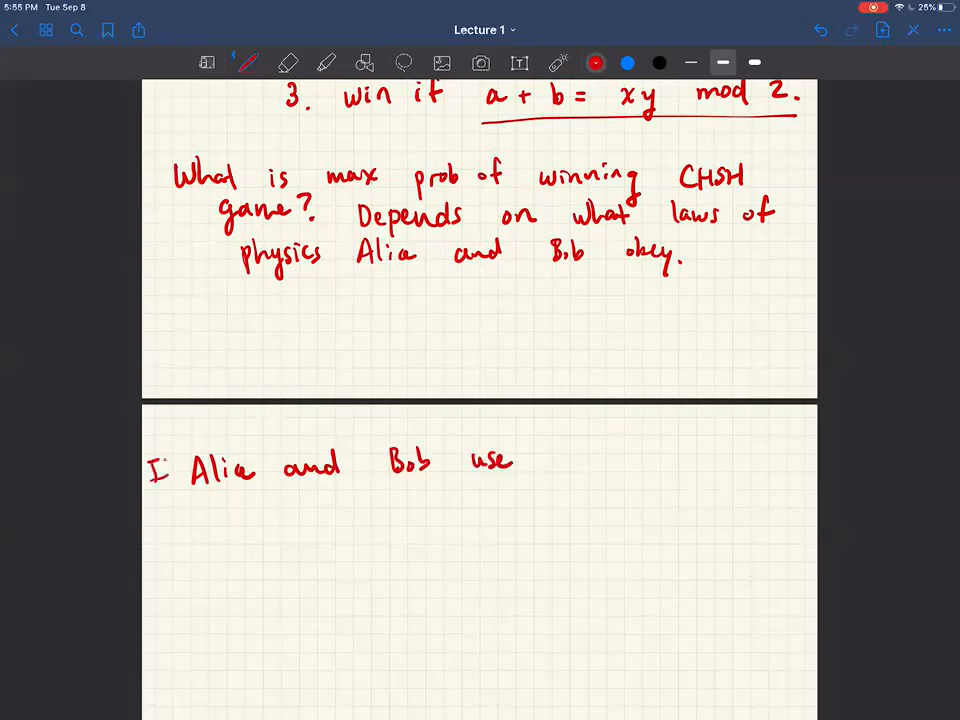 5:55 PM Tue Sep 8
25%
Lecture 1
3. win if a + b = xy mod 2.
What is max prob of winning CHSH
game? Depends on what laws of
physics Alice and Bob obey.
I Alice and Bob use